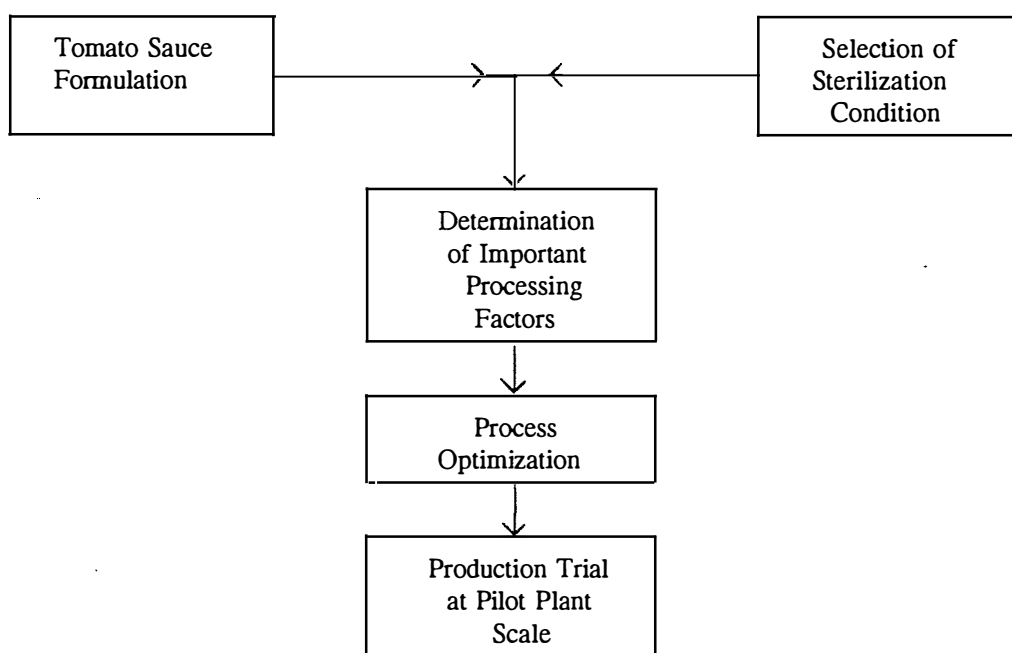 Tomato Sauce
Formulation
Selection of
Sterilization
Condition
Determination
of Important
Processing
Factors
Process
Optimization
Production Trial
at Pilot Plant
Scale